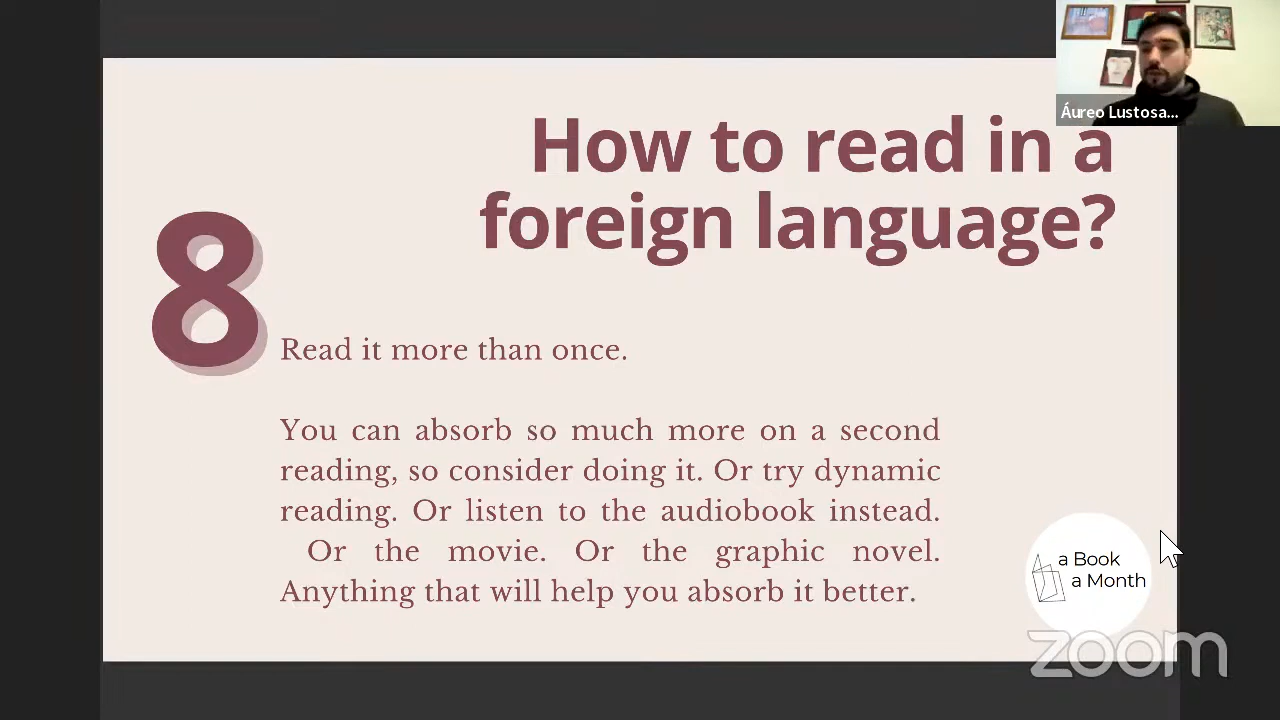 Áureo Lustosa...
How to read in a
foreign language?
8
Read it more than once.
You can absorb so much more on a second
reading, so consider doing it. Or try dynamic
reading. Or listen to the audiobook instead.
Or the movie. Or the graphic novel.
Anything that will help you absorb it better.
a Book
a Month
zoom